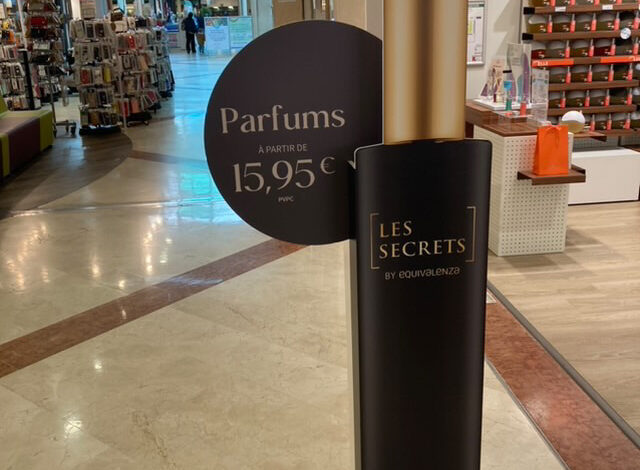 Parfums
À PARTIR DE
15,95€
PVPC
LES
SECRETS
BY equivalenza